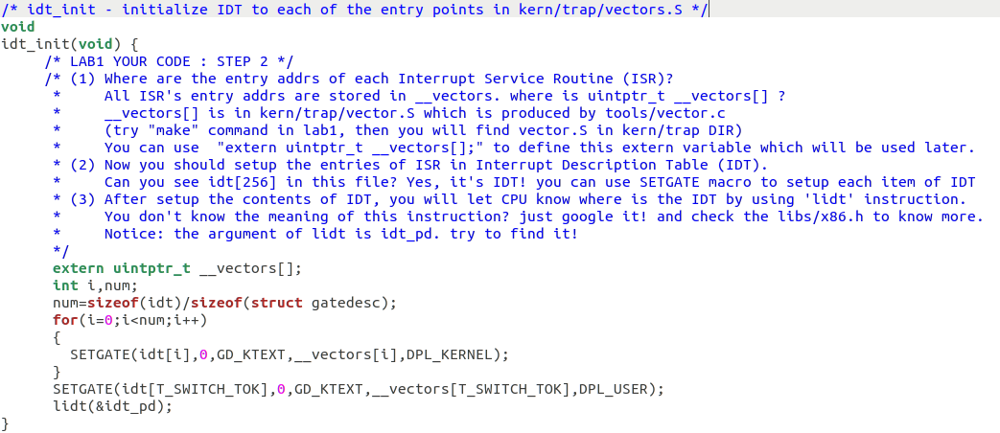 /* idt_init - initialize IDT to each of the entry points in kern/trap/vectors.S */
void
idt_init(void) {
     /* LAB1 YOUR CODE : STEP 2 */
     /* (1) Where are the entry addrs of each Interrupt Service Routine (ISR)?
      *     All ISR's entry addrs are stored in __vectors. where is uintptr_t __vectors[] ?
      *     __vectors[] is in kern/trap/vector.S which is produced by tools/vector.c
      *     (try "make" command in lab1, then you will find vector.S in kern/trap DIR)
      *     You can use  "extern uintptr_t __vectors[];" to define this extern variable which will be used later.
      * (2) Now you should setup the entries of ISR in Interrupt Description Table (IDT).
      *     Can you see idt[256] in this file? Yes, it's IDT! you can use SETGATE macro to setup each item of IDT
      * (3) After setup the contents of IDT, you will let CPU know where is the IDT by using 'lidt' instruction.
      *     You don't know the meaning of this instruction? just google it! and check the libs/x86.h to know more.
      *     Notice: the argument of lidt is idt_pd. try to find it!
      */
      extern uintptr_t __vectors[];
      int i,num;
      num=sizeof(idt)/sizeof(struct gatedesc);
      for(i=0;i<num;i++)
      {
        SETGATE(idt[i],0,GD_KTEXT,__vectors[i],DPL_KERNEL);
      }
      SETGATE(idt[T_SWITCH_TOK],0,GD_KTEXT,__vectors[T_SWITCH_TOK],DPL_USER);
      lidt(&idt_pd);
}